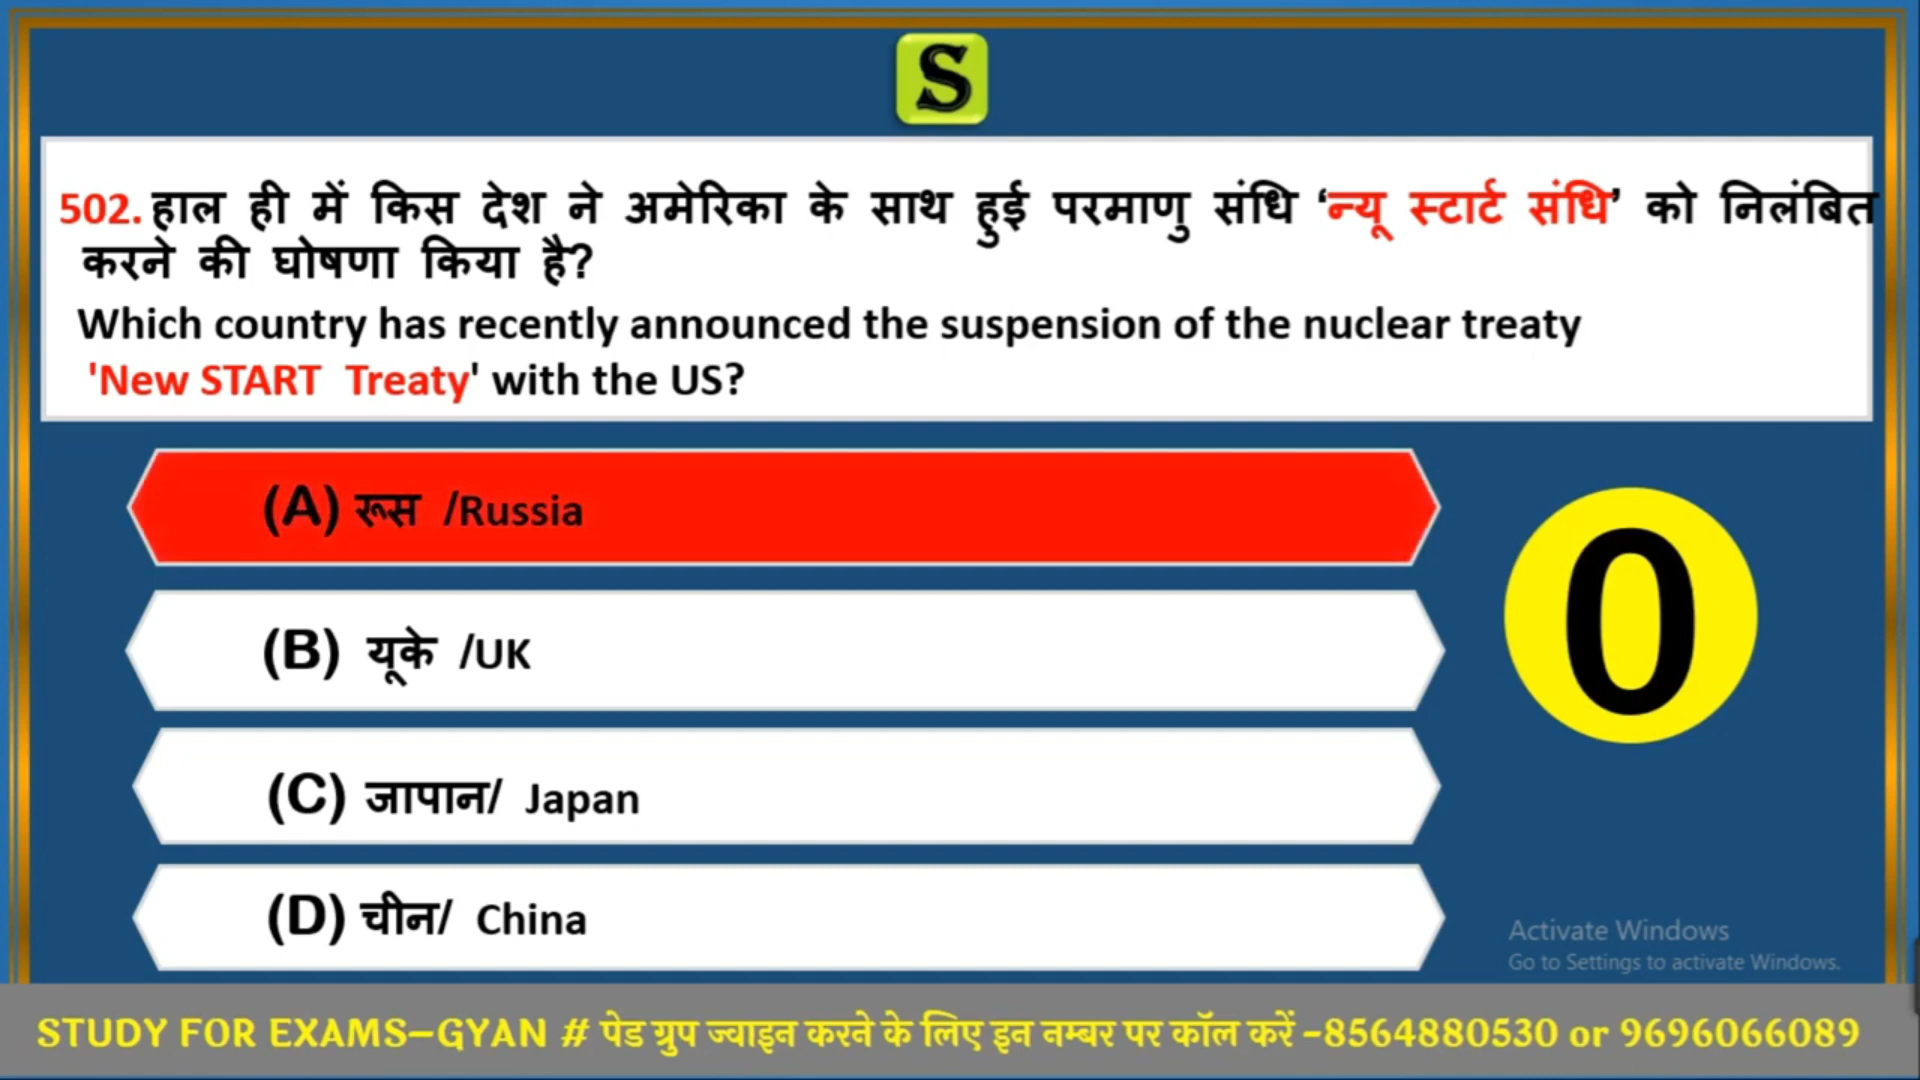 S
502. हाल ही में किस देश ने अमेरिका के साथ हुई परमाणु संधि ‘न्यू स्टार्ट संधि’ को निलंबित
करने की घोषणा किया है?
Which country has recently announced the suspension of the nuclear treaty
'New START Treaty' with the US?
(A) रूस /Russia
(B) यूके /UK
0
(C) जापान/ Japan
(D) चीन/ China
Activate Windows
Go to Settings to activate Windows.
STUDY FOR EXAMS–GYAN # पेड ग्रुप ज्वाइन करने के लिए इन नम्बर पर कॉल करें –8564880530 or 9696066089